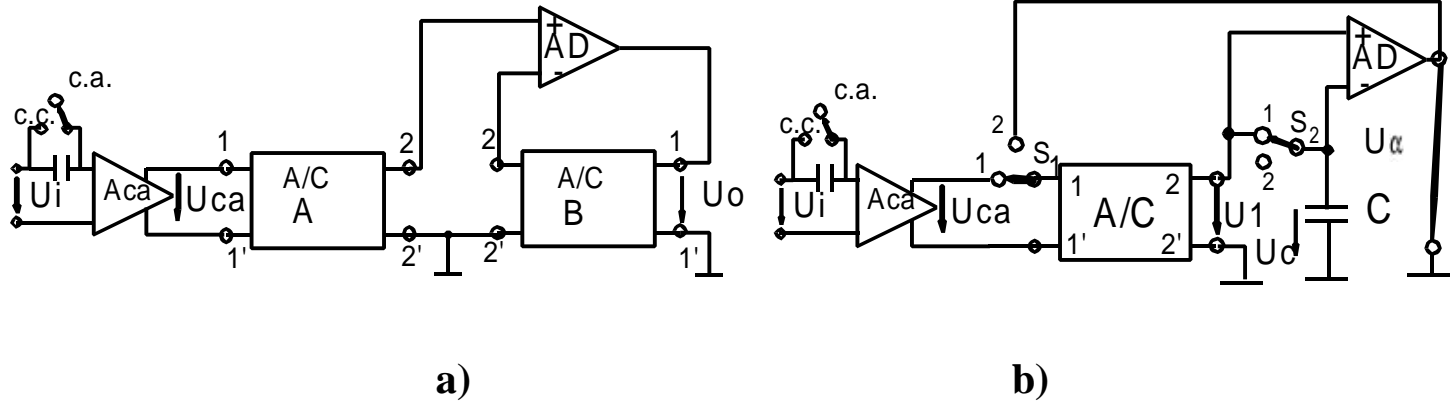 c.a.
c.c.
Ui
Aca
Uca
1
1'
A/C
A
2
2'
+
AD
-
2
2'
A/C
B
1
1'
Uo
a)
c.a.
c.c.
Ui
Aca
Uca
2
1
S1
1
1'
A/C
2
2'
U1
1
S2
2
+
AD
-
Uα
Uc
C
b)